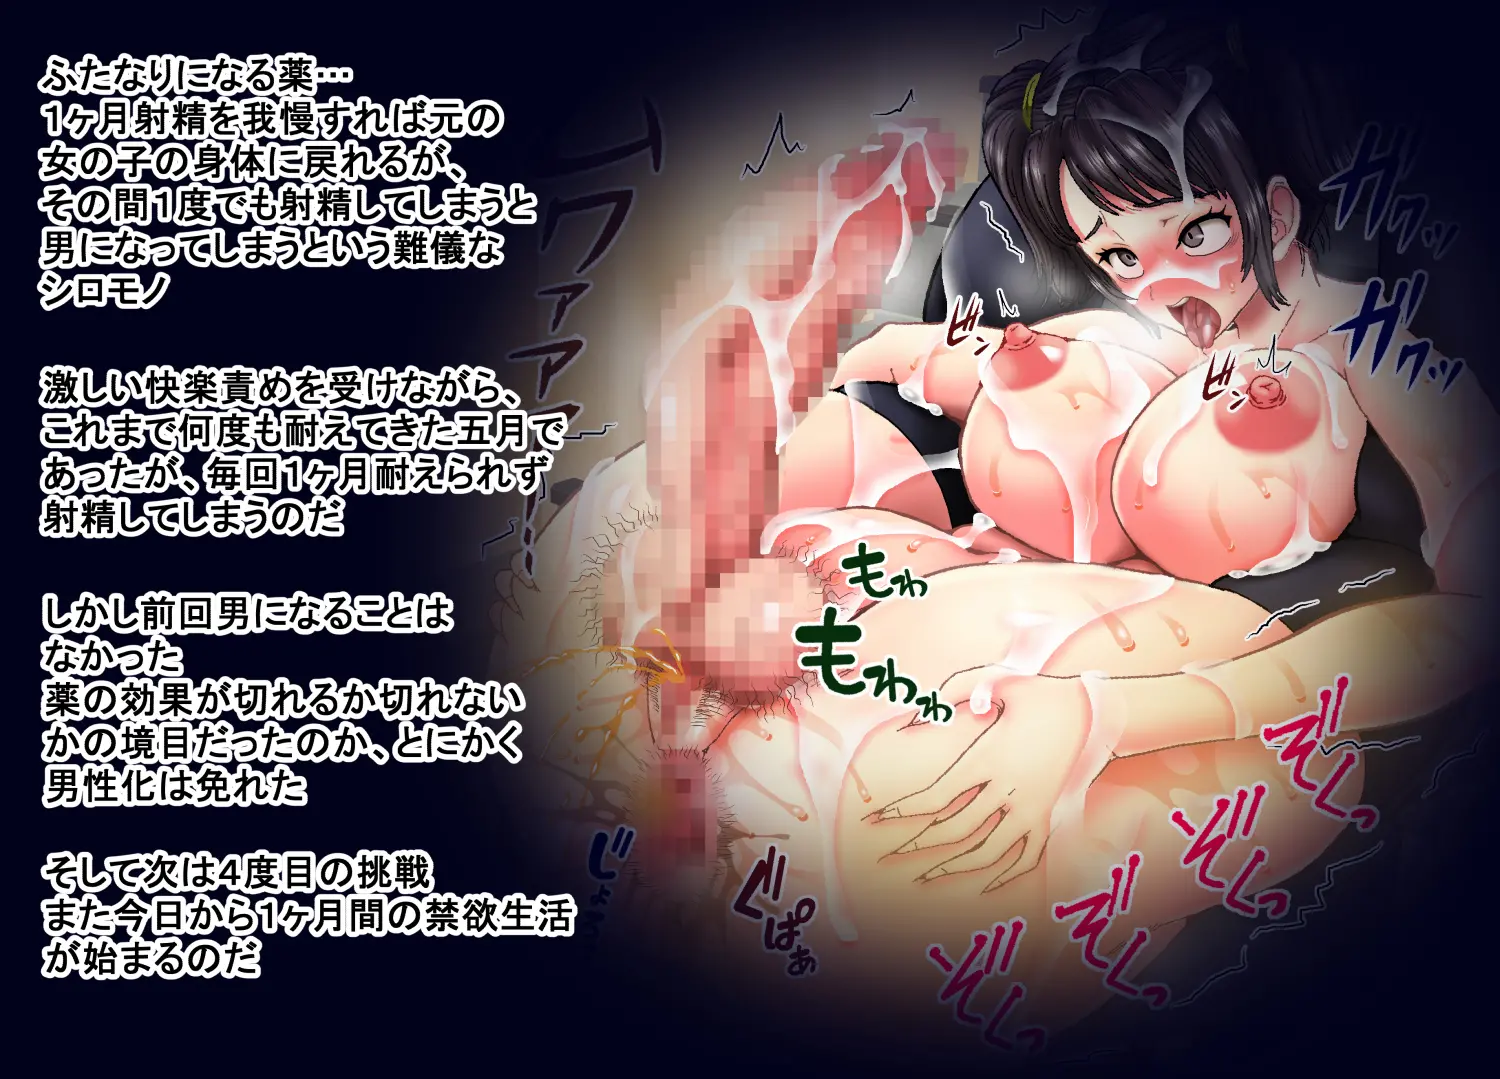 ふたなりになる薬…
1ヶ月射精を我慢すれば元の
女の子の身体に戻れるが、
その間1度でも射精してしまうと
男になってしまうという難儀な
シロモノ
激しい快楽責めを受けながら、
これまで何度も耐えてきた五月で
あったが、毎回1ヶ月耐えられず
射精してしまうのだ
しかし前回男になることは
なかった
薬の効果が切れるか切れない
かの境目だったのか、とにかく
男性化は免れた
そして次は4度目の挑戦
また今日から1ヶ月間の禁欲生活
が始まるのだ
ガクッ
ガクッ
ビン
ビン
もわ
もわわわ
ぞくっ
ぞくっ
ぞくっ
ぞくっ
ぐぱぁ